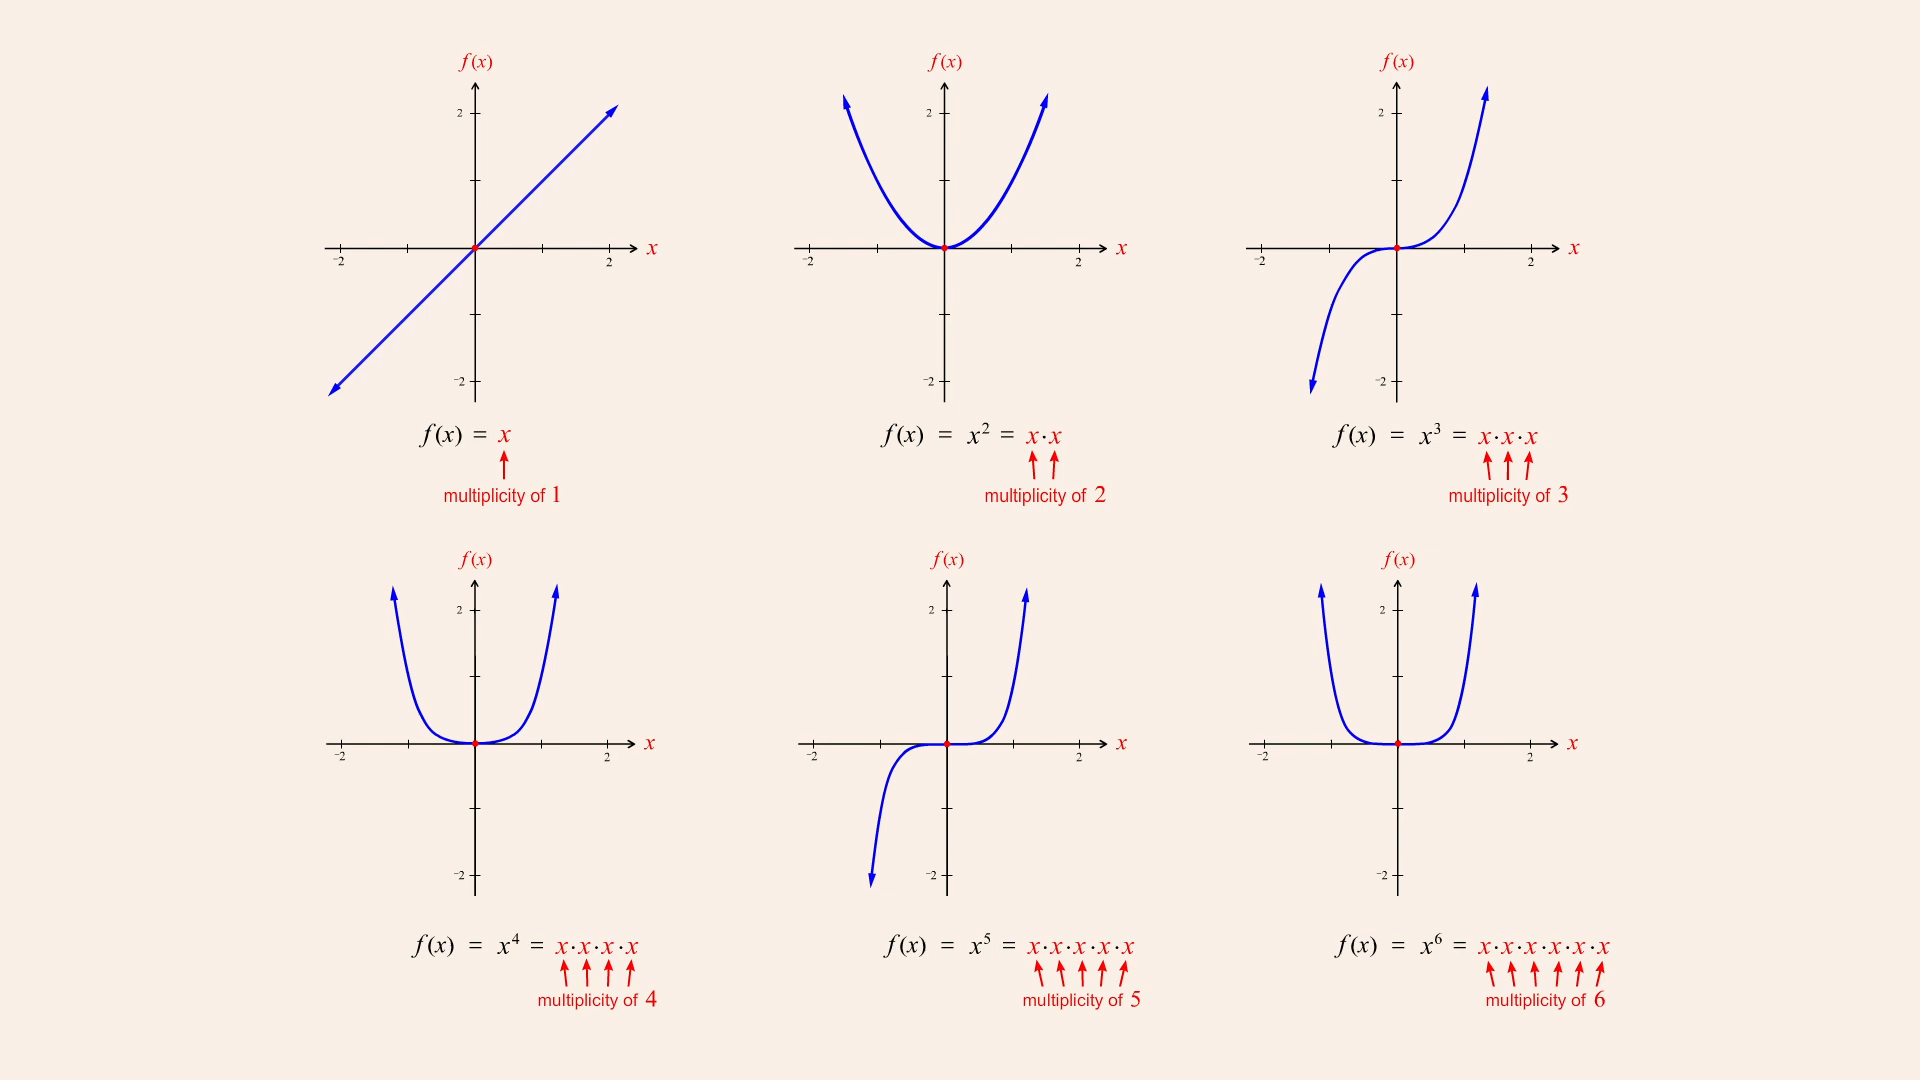 f(x)
2
−2
2
x
−2
f(x) = x
multiplicity of 1
f(x)
2
−2
2
x
−2
f(x) = x² = x·x
multiplicity of 2
f(x)
2
−2
2
x
−2
f(x) = x³ = x·x·x
multiplicity of 3
f(x)
2
−2
2
x
−2
f(x) = x⁴ = x·x·x·x
multiplicity of 4
f(x)
2
−2
2
x
−2
f(x) = x⁵ = x·x·x·x·x
multiplicity of 5
f(x)
2
−2
2
x
−2
f(x) = x⁶ = x·x·x·x·x·x
multiplicity of 6